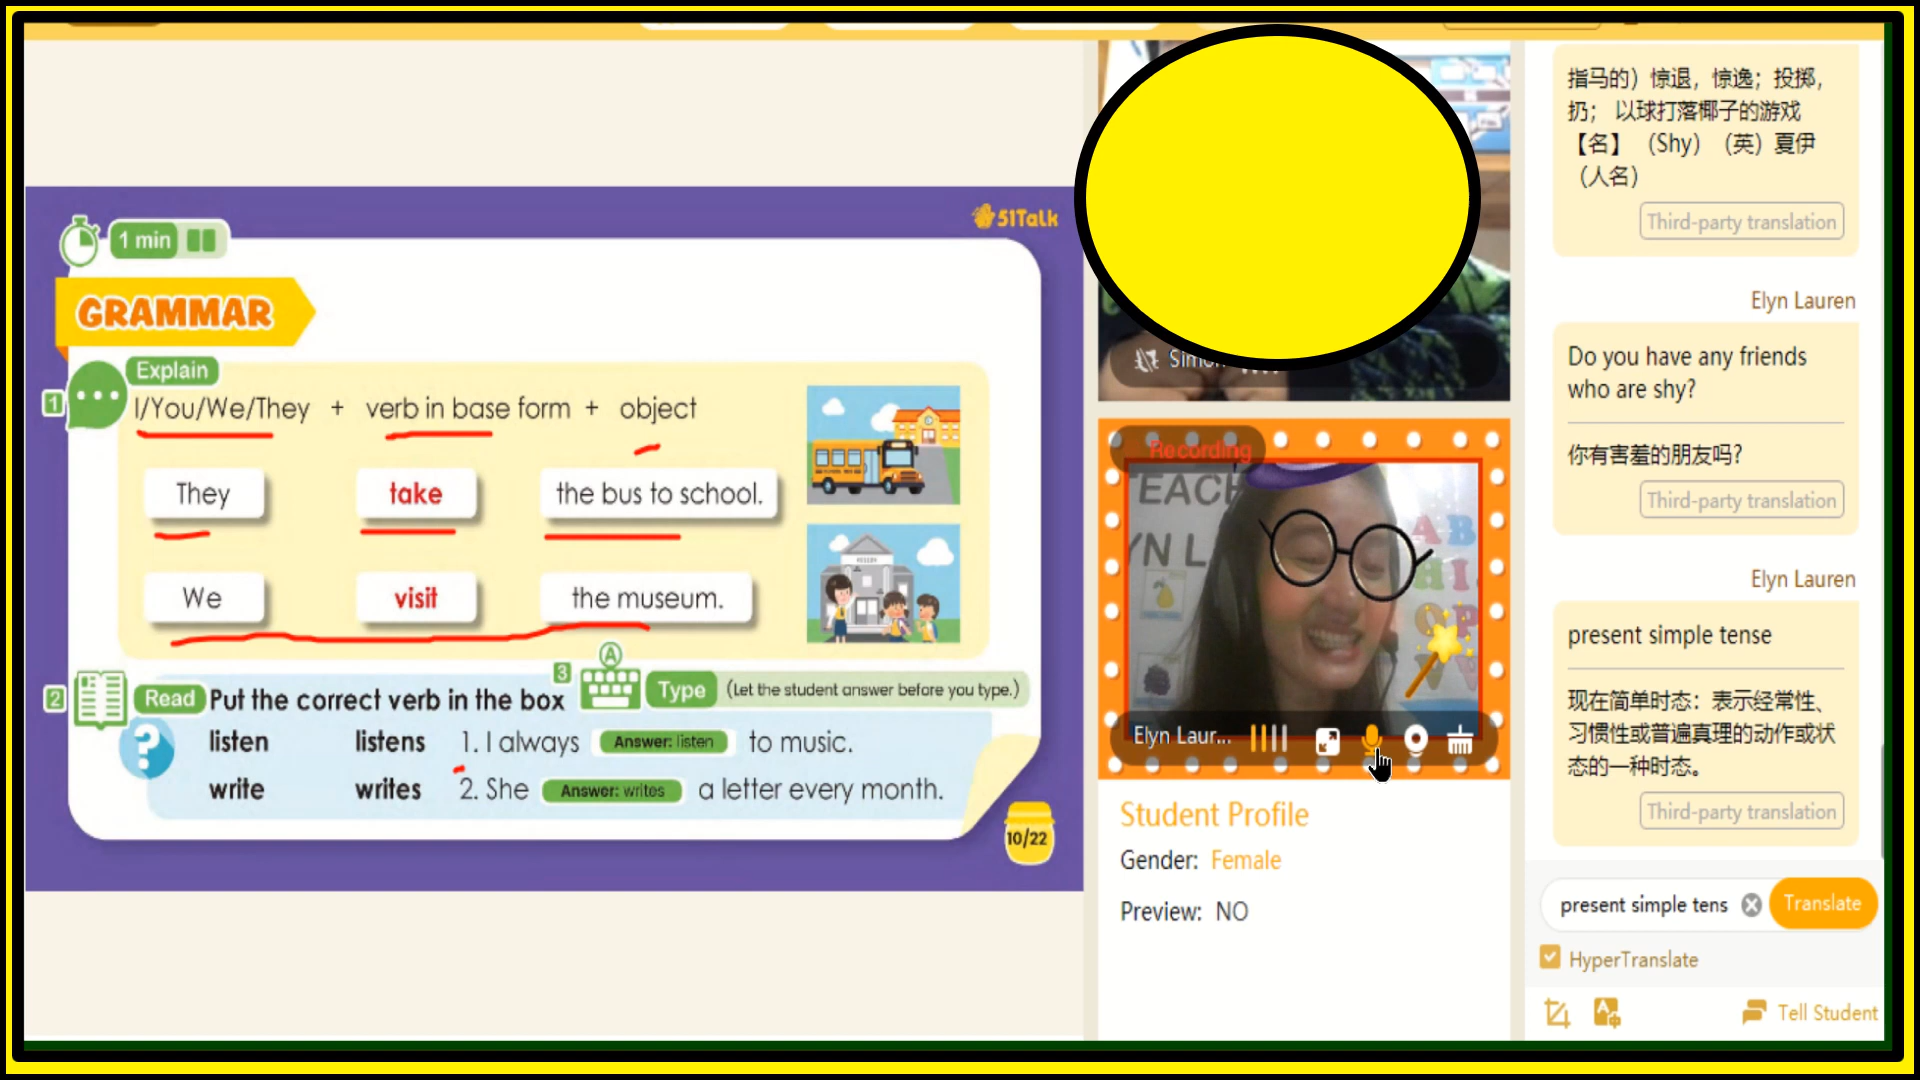 51Talk
1 min
GRAMMAR
Explain
1
I/You/We/They + verb in base form + object
They take the bus to school.
We visit the museum.
2
Read Put the correct verb in the box
3
A
Type (Let the student answer before you type.)
listen listens 1. I always Answer: listen to music.
write writes 2. She Answer: writes a letter every month.
10/22
Recording
TEACH
YN L
Elyn Laur...
Student Profile
Gender: Female
Preview: NO
指马的）惊退，惊逸；投掷，
扔； 以球打落椰子的游戏
【名】 （Shy）（英）夏伊
（人名）
Third-party translation
Elyn Lauren
Do you have any friends
who are shy?
你有害羞的朋友吗？
Third-party translation
Elyn Lauren
present simple tense
现在简单时态：表示经常性、
习惯性或普遍真理的动作或状
态的一种时态。
Third-party translation
present simple tens
Translate
HyperTranslate
Tell Student